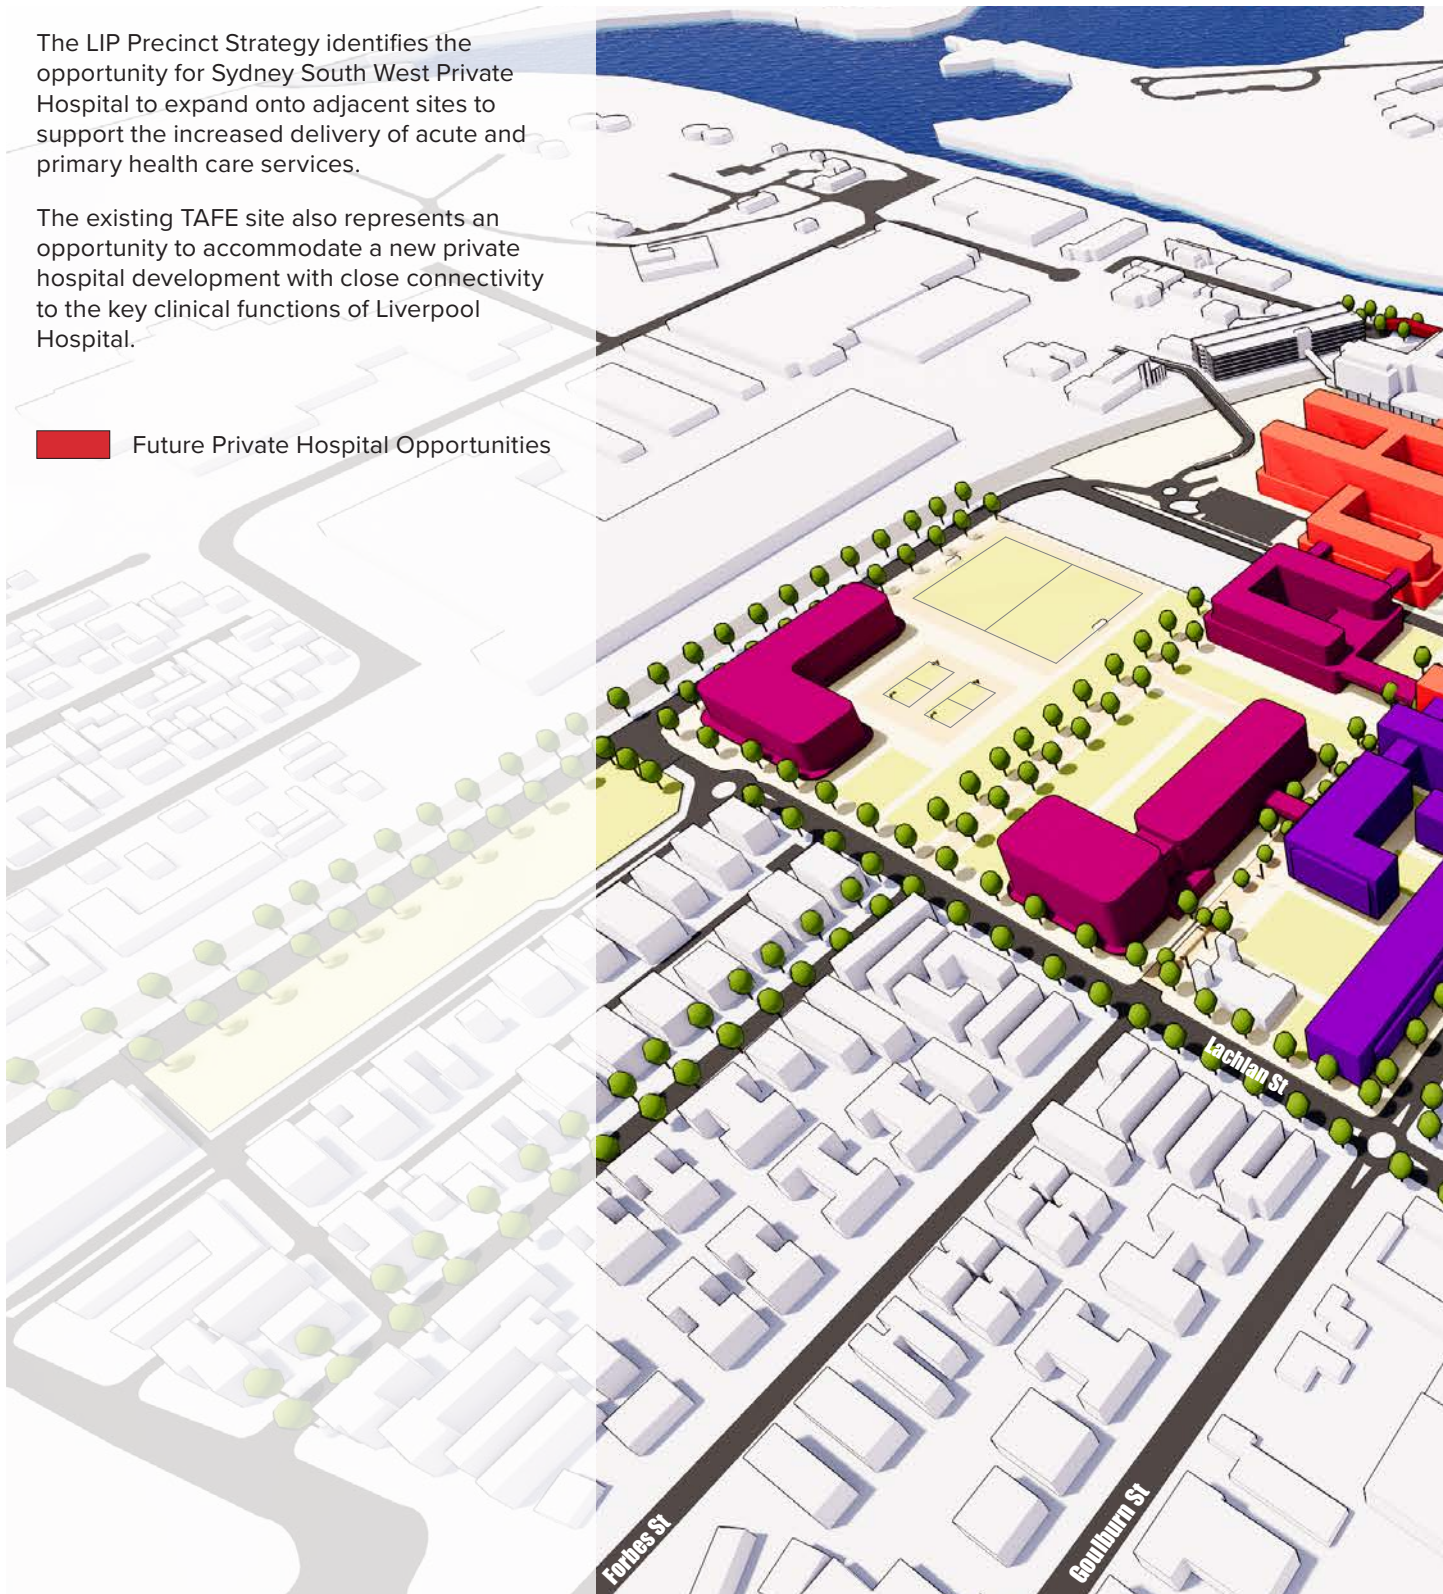 The LIP Precinct Strategy identifies the
opportunity for Sydney South West Private
Hospital to expand onto adjacent sites to
support the increased delivery of acute and
primary health care services.
The existing TAFE site also represents an
opportunity to accommodate a new private
hospital development with close connectivity
to the key clinical functions of Liverpool
Hospital.
Future Private Hospital Opportunities
Lachlan St
Forbes St
Goulburn St